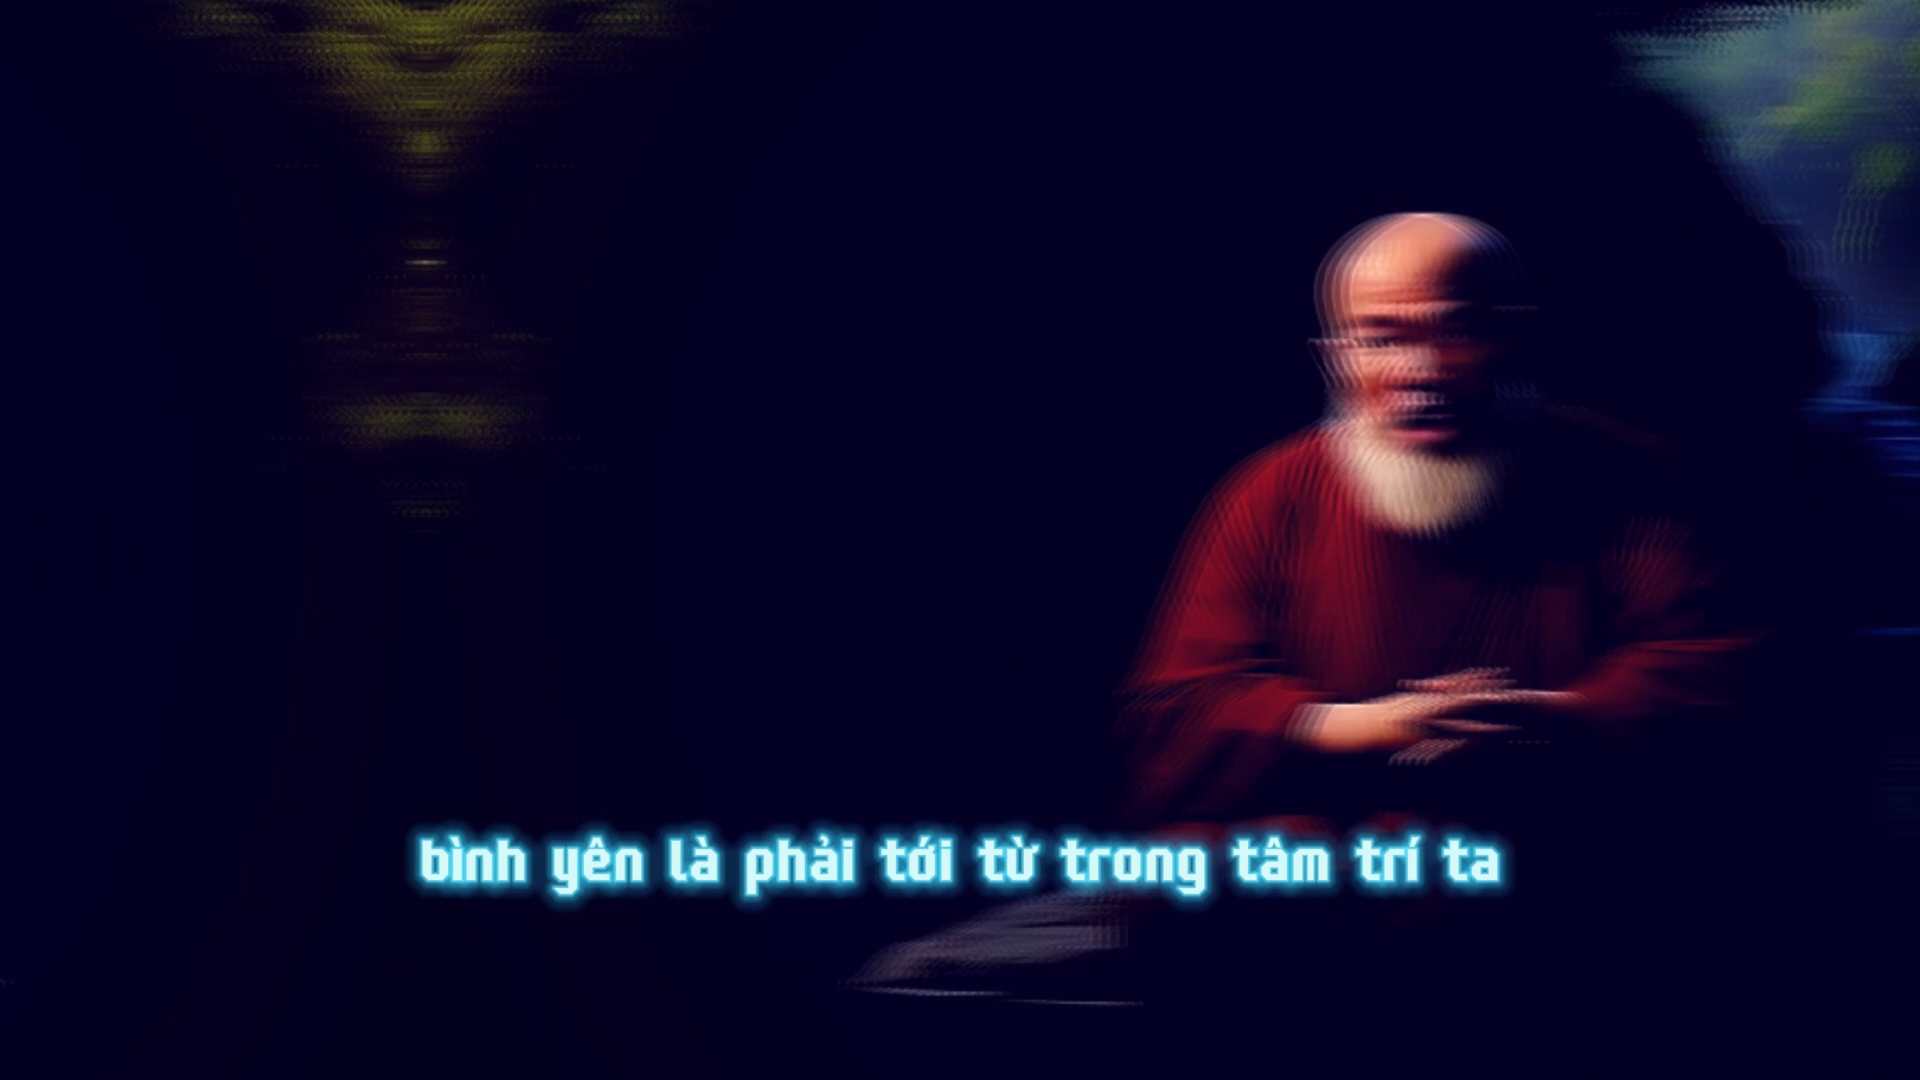 bình yên là phải tới từ trong tâm trí ta